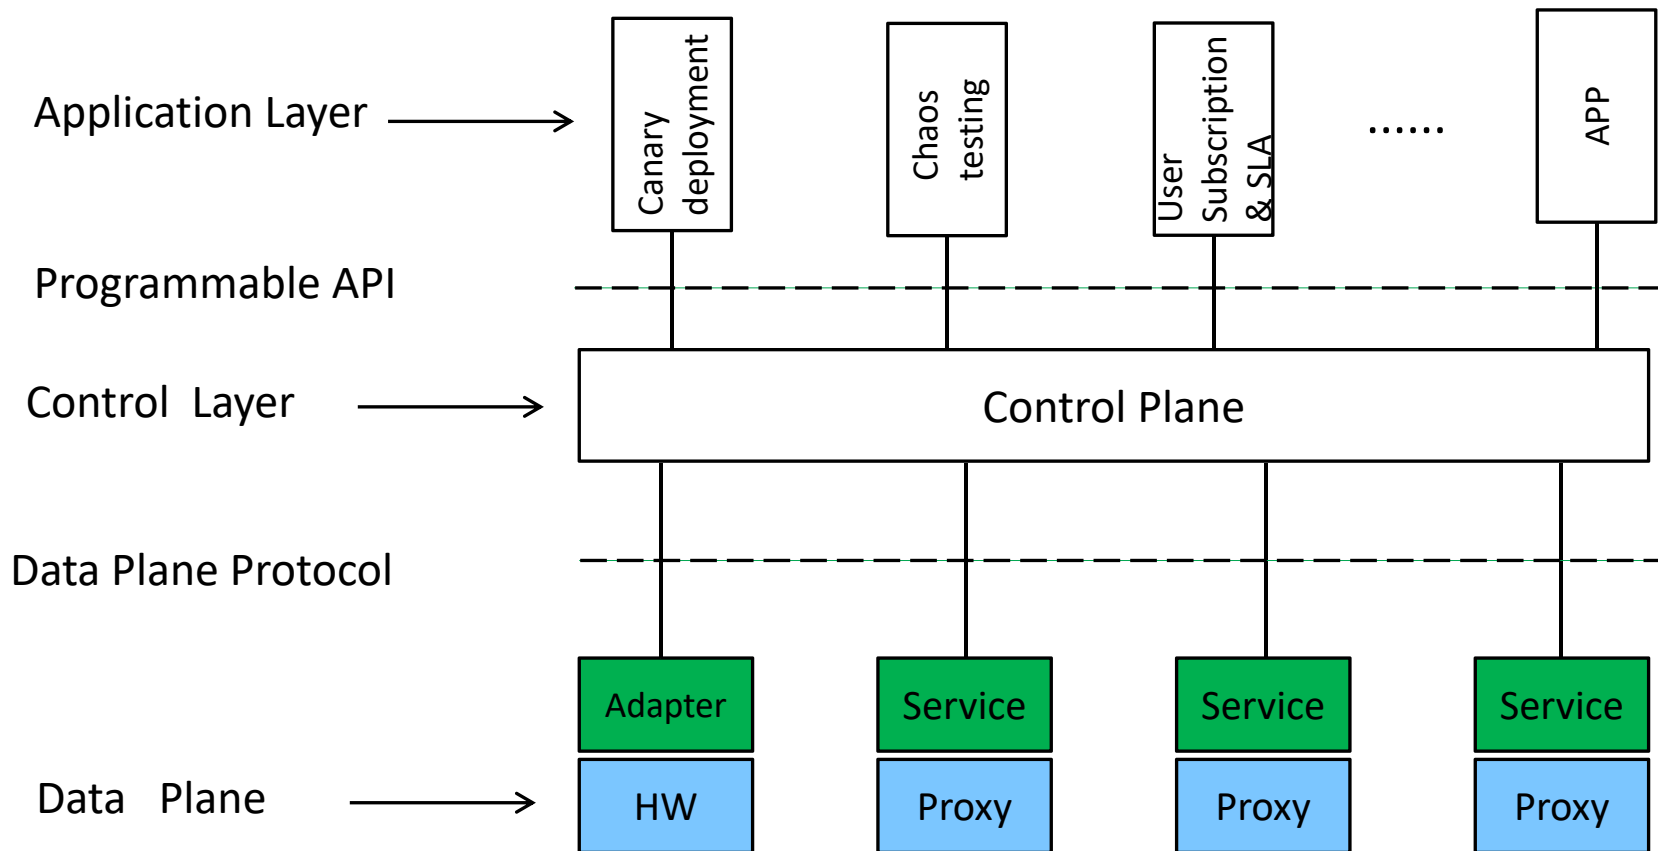 Application Layer
Canary
deployment
Chaos
testing
User
Subscription
& SLA
......
APP
Programmable API
Control Layer
Control Plane
Data Plane Protocol
Adapter
Service
Service
Service
Data Plane
HW
Proxy
Proxy
Proxy